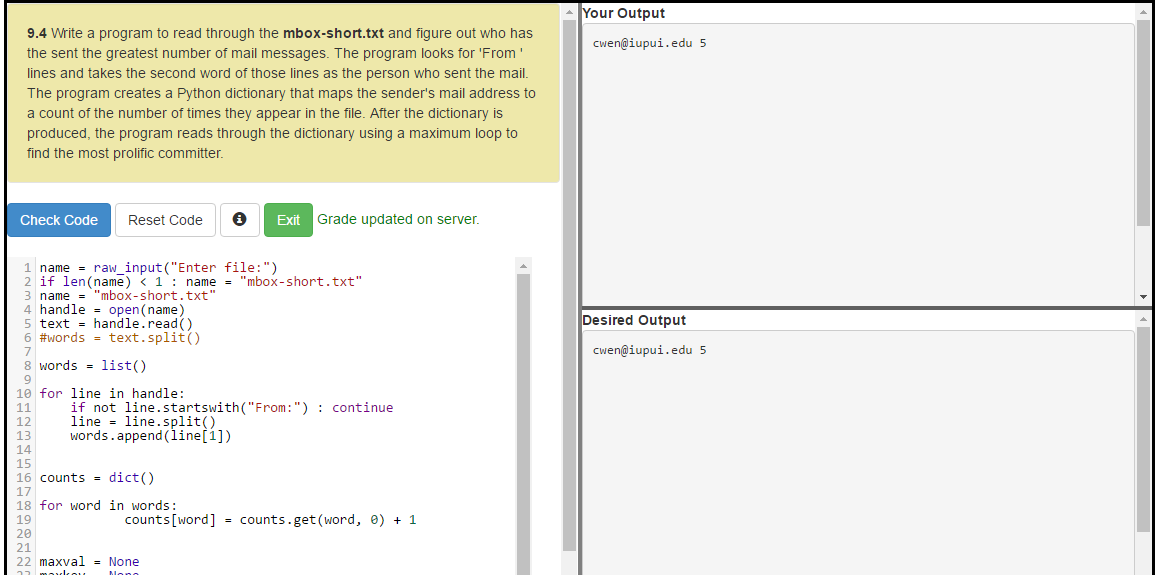 9.4 Write a program to read through the mbox-short.txt and figure out who has
the sent the greatest number of mail messages. The program looks for 'From '
lines and takes the second word of those lines as the person who sent the mail.
The program creates a Python dictionary that maps the sender's mail address to
a count of the number of times they appear in the file. After the dictionary is
produced, the program reads through the dictionary using a maximum loop to
find the most prolific committer.
Check Code Reset Code Exit Grade updated on server.
1 name = raw_input("Enter file:")
2 if len(name) < 1 : name = "mbox-short.txt"
3 name = "mbox-short.txt"
4 handle = open(name)
5 text = handle.read()
6 #words = text.split()
7
8 words = list()
9
10 for line in handle:
11     if not line.startswith("From:") : continue
12     line = line.split()
13     words.append(line[1])
14
15
16 counts = dict()
17
18 for word in words:
19            counts[word] = counts.get(word, 0) + 1
20
21
22 maxval = None
23 maxkey = None
Your Output
cwen@iupui.edu 5
Desired Output
cwen@iupui.edu 5